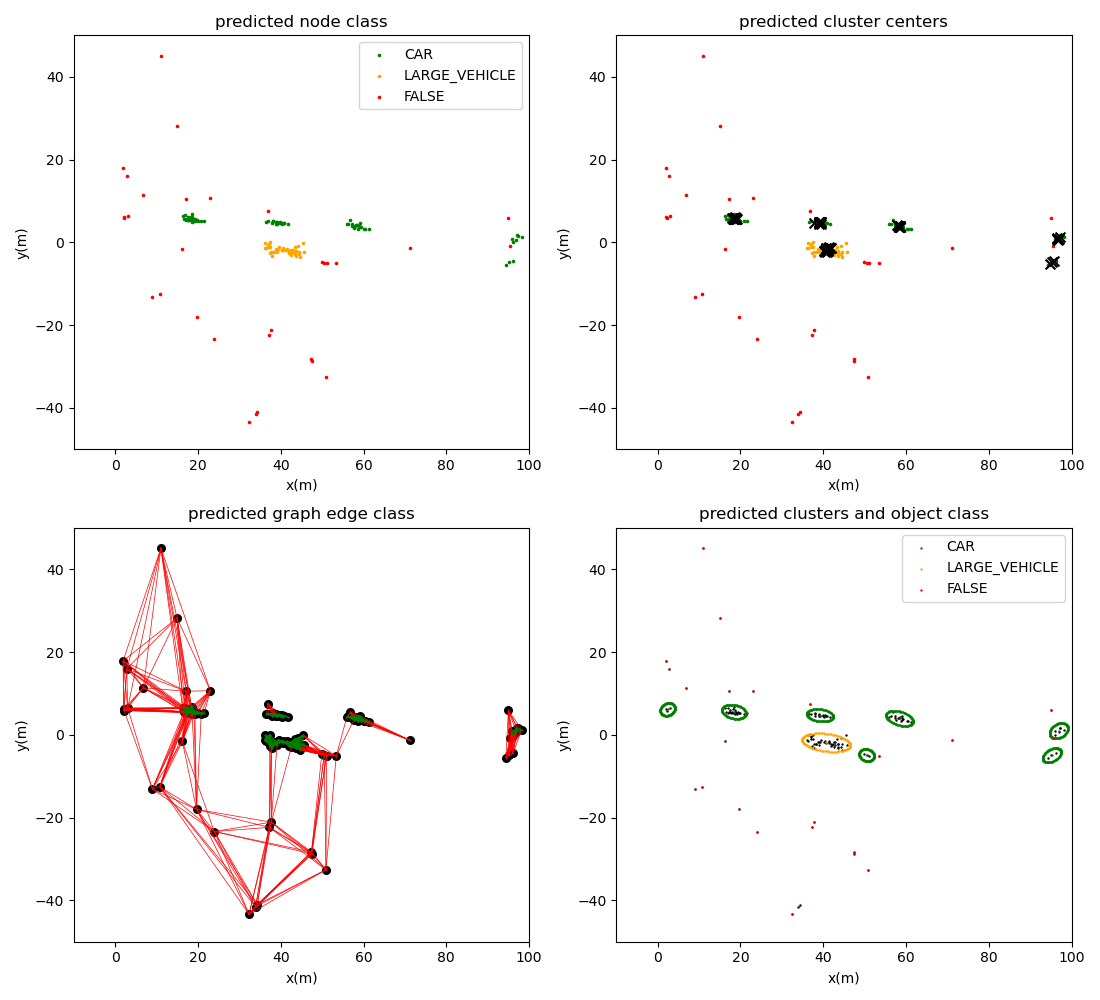 predicted node class
CAR
LARGE_VEHICLE
FALSE
40
20
0
−20
−40
y(m)
0 20 40 60 80 100
x(m)
predicted cluster centers
40
20
0
−20
−40
y(m)
0 20 40 60 80 100
x(m)
predicted graph edge class
40
20
0
−20
−40
y(m)
0 20 40 60 80 100
x(m)
predicted clusters and object class
CAR
LARGE_VEHICLE
FALSE
40
20
0
−20
−40
y(m)
0 20 40 60 80 100
x(m)